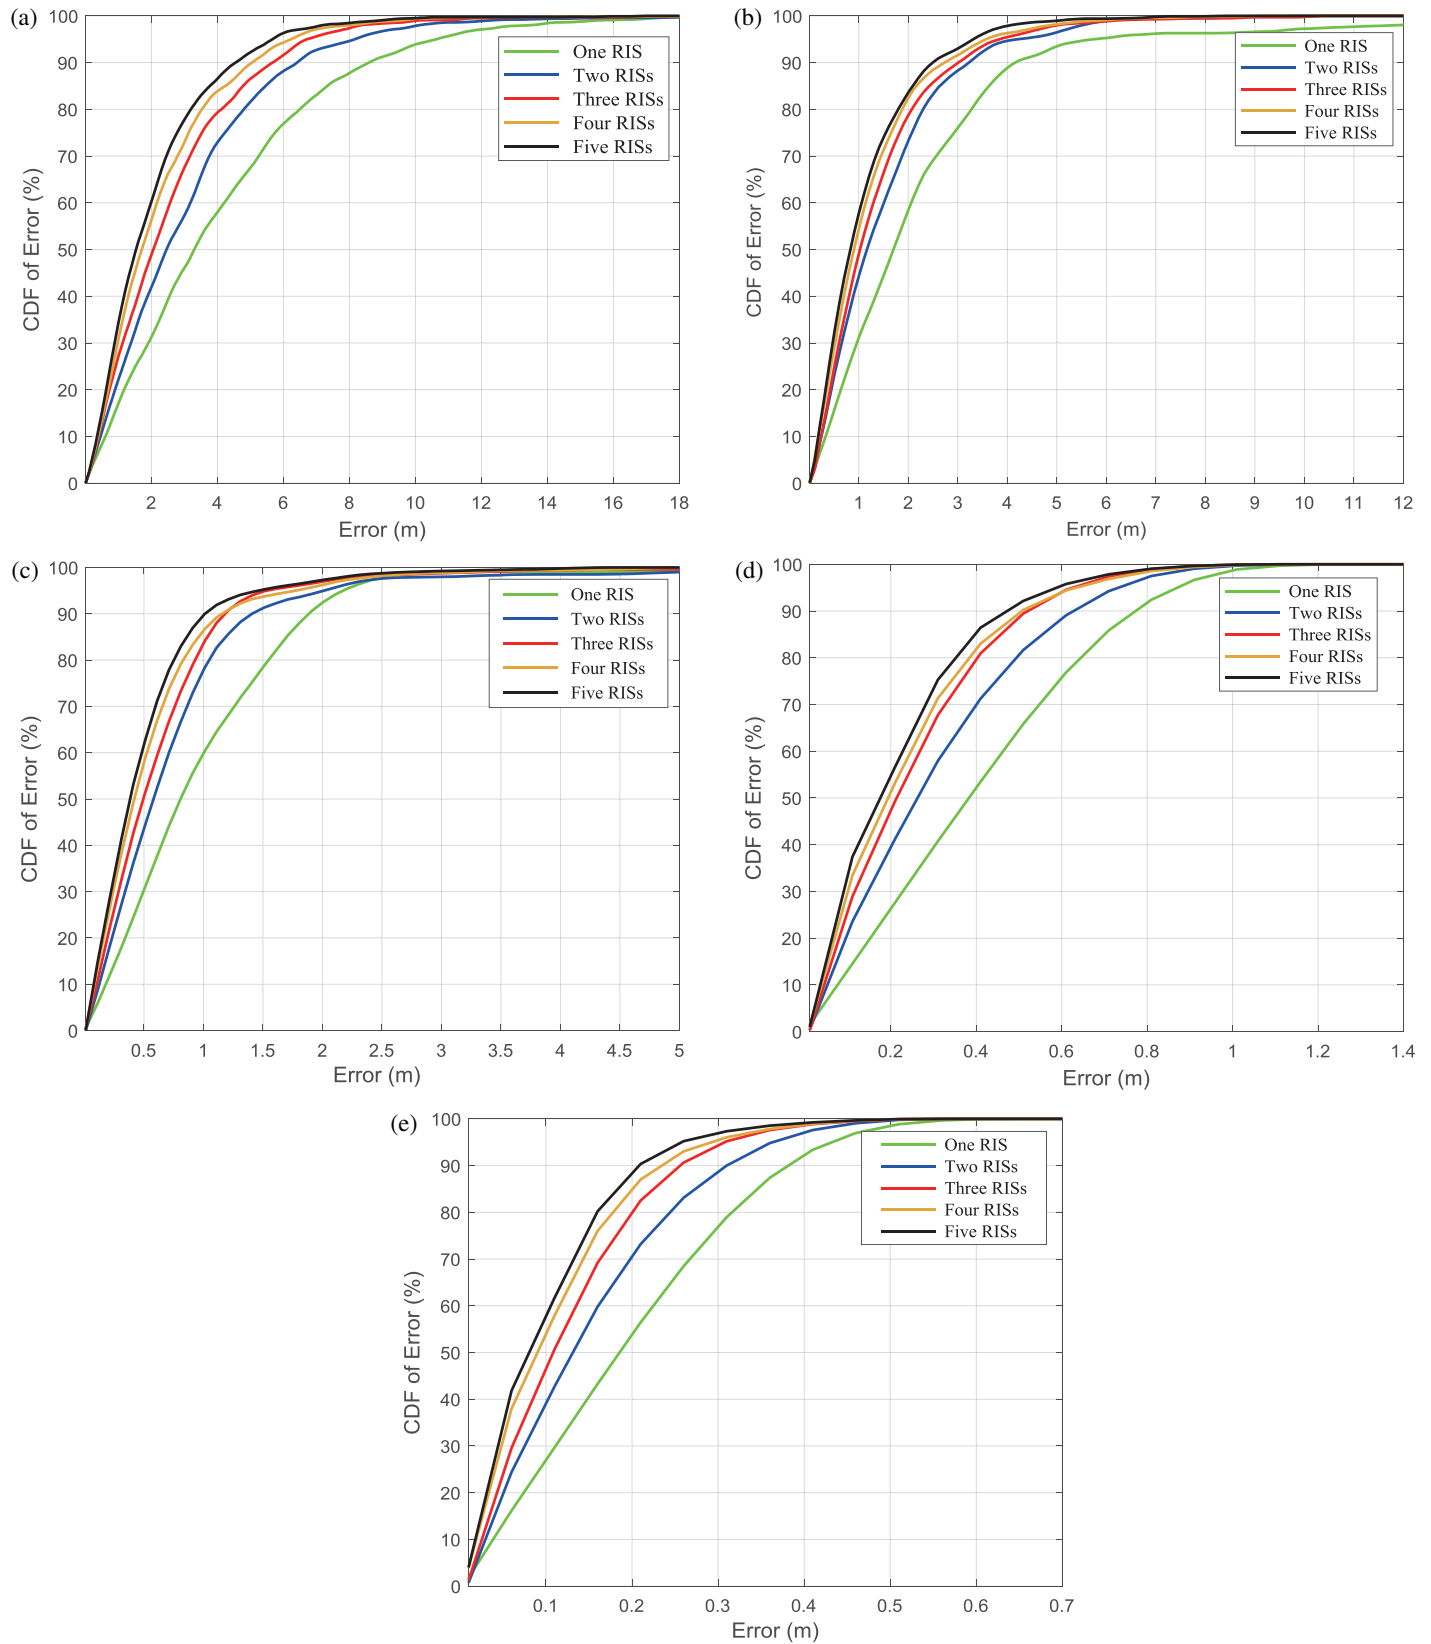 (a)
100
90
80
70
60
50
40
30
20
10
0
CDF of Error (%)
One RIS
Two RISs
Three RISs
Four RISs
Five RISs
2 4 6 8 10 12 14 16 18
Error (m)
(b)
100
90
80
70
60
50
40
30
20
10
0
CDF of Error (%)
One RIS
Two RISs
Three RISs
Four RISs
Five RISs
1 2 3 4 5 6 7 8 9 10 11 12
Error (m)
(c)
100
90
80
70
60
50
40
30
20
10
0
CDF of Error (%)
One RIS
Two RISs
Three RISs
Four RISs
Five RISs
0.5 1 1.5 2 2.5 3 3.5 4 4.5 5
Error (m)
(d)
100
90
80
70
60
50
40
30
20
10
0
CDF of Error (%)
One RIS
Two RISs
Three RISs
Four RISs
Five RISs
0.2 0.4 0.6 0.8 1 1.2 1.4
Error (m)
(e)
100
90
80
70
60
50
40
30
20
10
0
CDF of Error (%)
One RIS
Two RISs
Three RISs
Four RISs
Five RISs
0.1 0.2 0.3 0.4 0.5 0.6 0.7
Error (m)